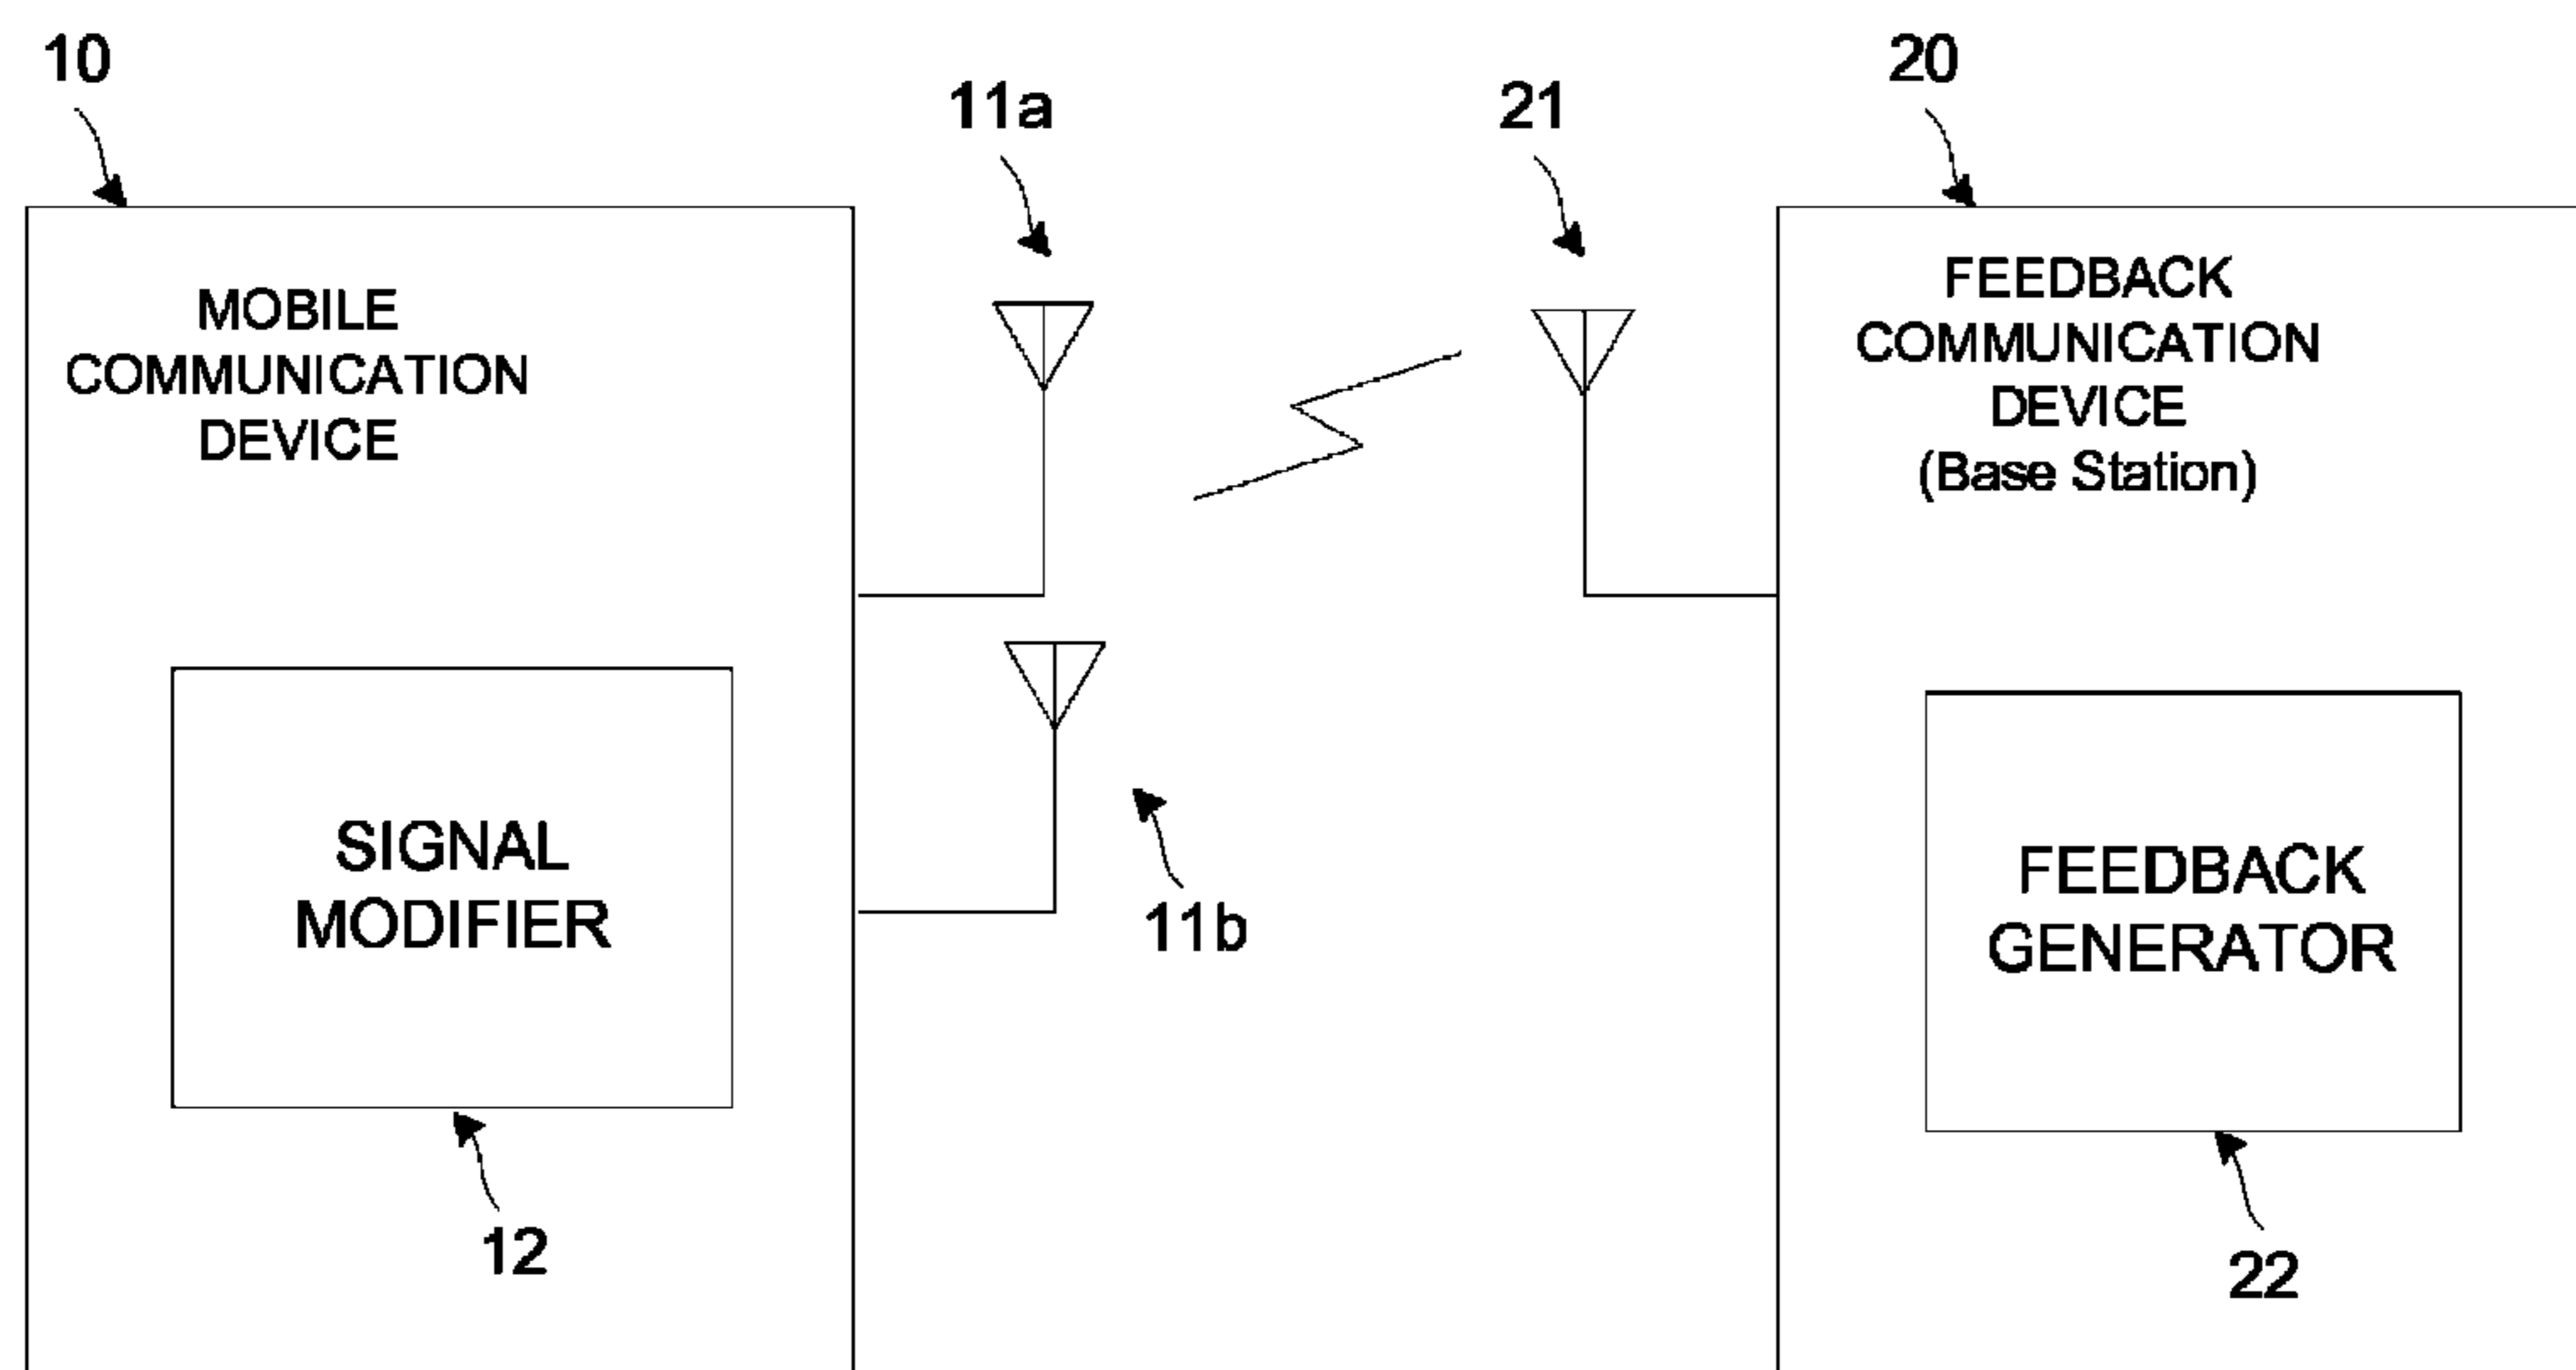 10
11a
21
20
MOBILE
COMMUNICATION
DEVICE
FEEDBACK
COMMUNICATION
DEVICE
(Base Station)
SIGNAL
MODIFIER
11b
FEEDBACK
GENERATOR
12
22